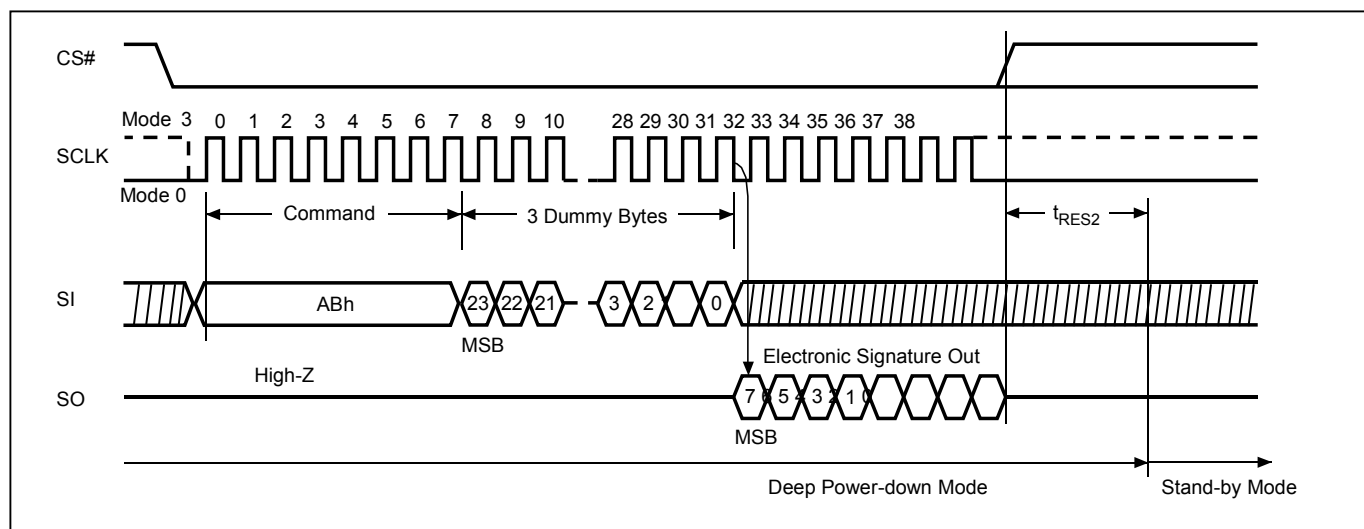 CS#
Mode 3 0 1 2 3 4 5 6 7 8 9 10 28 29 30 31 32 33 34 35 36 37 38
SCLK
Mode 0
Command 3 Dummy Bytes tRES2
SI ABh 23 22 21 3 2 0
MSB
Electronic Signature Out
High-Z
SO 7 6 5 4 3 2 1 0
MSB
Deep Power-down Mode Stand-by Mode